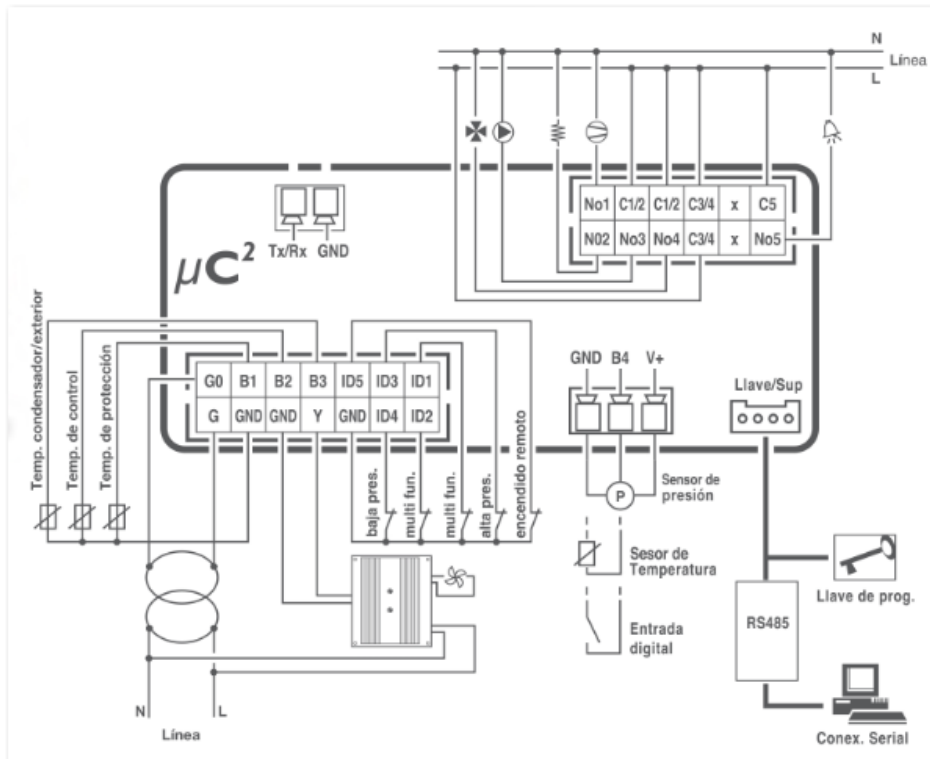 N
Línea
L
No1 C1/2 C1/2 C3/4 x C5
N02 No3 No4 C3/4 x No5
Tx/Rx GND
µC²
Temp. condensador/exterior
Temp. de control
Temp. de protección
G0 B1 B2 B3 ID5 ID3 ID1
G GND GND Y GND ID4 ID2
GND B4 V+
Llave/Sup
baja pres.
multi fun.
multi fun.
alta pres.
encendido remoto
P
Sensor de
presión
Sesor de
Temperatura
Entrada
digital
Llave de prog.
RS485
Conex. Serial
N L
Línea